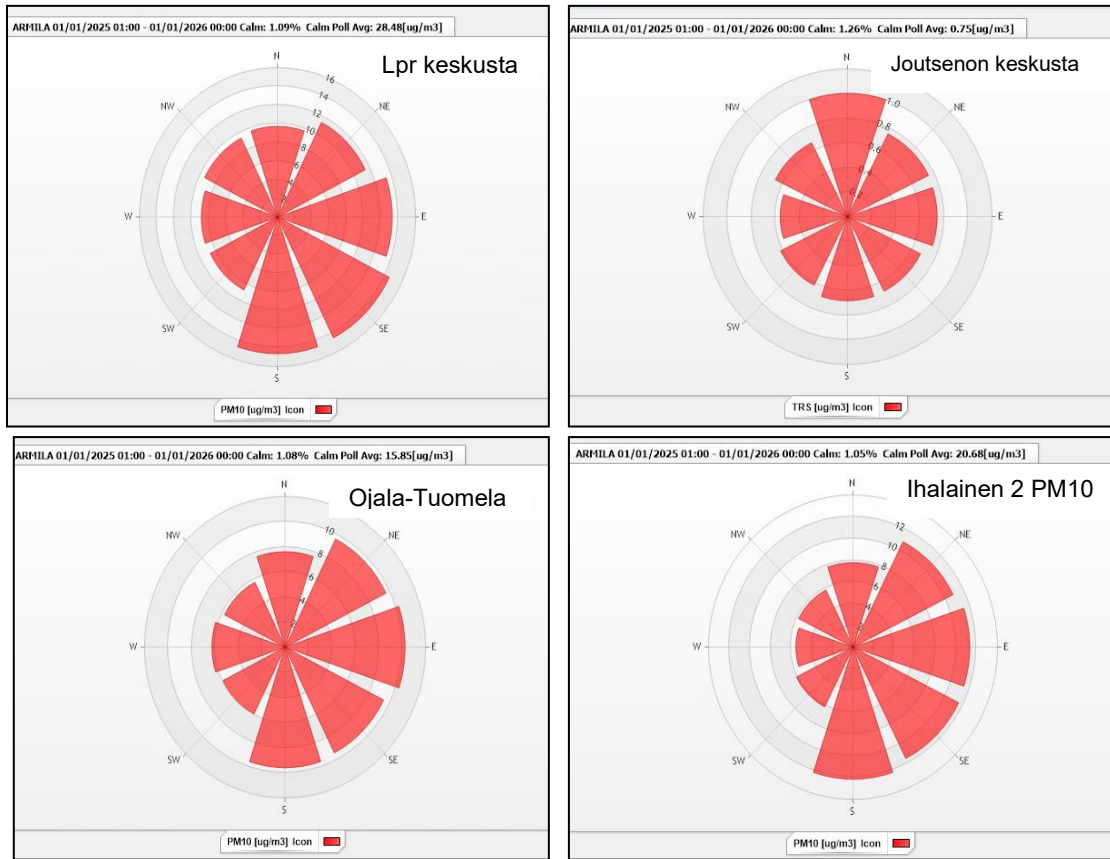 ARMILA 01/01/2025 01:00 - 01/01/2026 00:00 Calm: 1.09% Calm Poll Avg: 28.48[ug/m3]
Lpr keskusta
N
NE
E
SE
S
SW
W
NW
16
14
12
10
8
6
4
2
PM10 [ug/m3] Icon
ARMILA 01/01/2025 01:00 - 01/01/2026 00:00 Calm: 1.26% Calm Poll Avg: 0.75[ug/m3]
Joutsenon keskusta
N
NE
E
SE
S
SW
W
NW
1.0
0.8
0.6
0.4
0.2
TRS [ug/m3] Icon
ARMILA 01/01/2025 01:00 - 01/01/2026 00:00 Calm: 1.08% Calm Poll Avg: 15.85[ug/m3]
Ojala-Tuomela
N
NE
E
SE
S
SW
W
NW
10
8
6
4
2
PM10 [ug/m3] Icon
ARMILA 01/01/2025 01:00 - 01/01/2026 00:00 Calm: 1.05% Calm Poll Avg: 20.68[ug/m3]
Ihalainen 2 PM10
N
NE
E
SE
S
SW
W
NW
12
10
8
6
4
2
PM10 [ug/m3] Icon